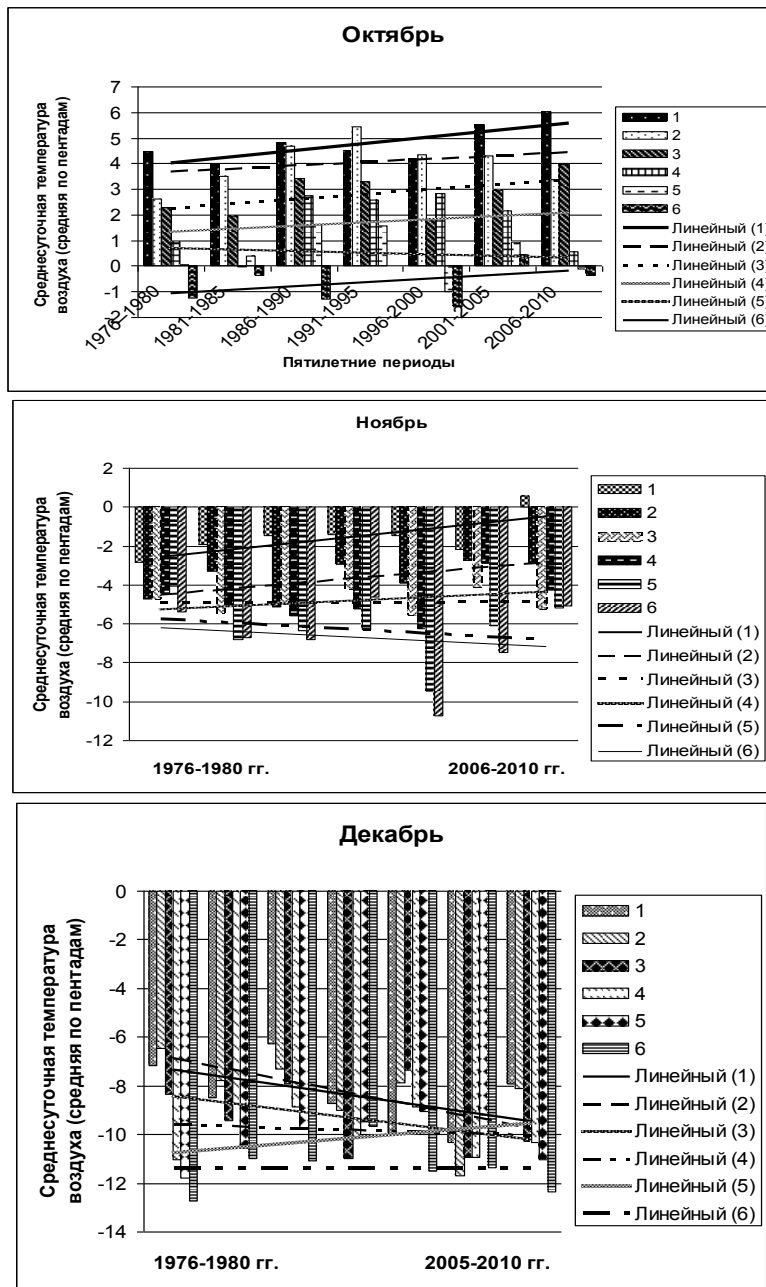 Октябрь
Среднесуточная температура
воздуха (средняя по пентадам)
7
6
5
4
3
2
1
0
-1
-2
1976-1980
1981-1985
1986-1990
1991-1995
1996-2000
2001-2005
2006-2010
Пятилетние периоды
1
2
3
4
5
6
Линейный (1)
Линейный (2)
Линейный (3)
Линейный (4)
Линейный (5)
Линейный (6)
Ноябрь
Среднесуточная температура
воздуха (средняя по пентадам)
2
0
-2
-4
-6
-8
-10
-12
1976-1980 гг.
2006-2010 гг.
1
2
3
4
5
6
Линейный (1)
Линейный (2)
Линейный (3)
Линейный (4)
Линейный (5)
Линейный (6)
Декабрь
Среднесуточная температура
воздуха (средняя по пентадам)
0
-2
-4
-6
-8
-10
-12
-14
1976-1980 гг.
2005-2010 гг.
1
2
3
4
5
6
Линейный (1)
Линейный (2)
Линейный (3)
Линейный (4)
Линейный (5)
Линейный (6)